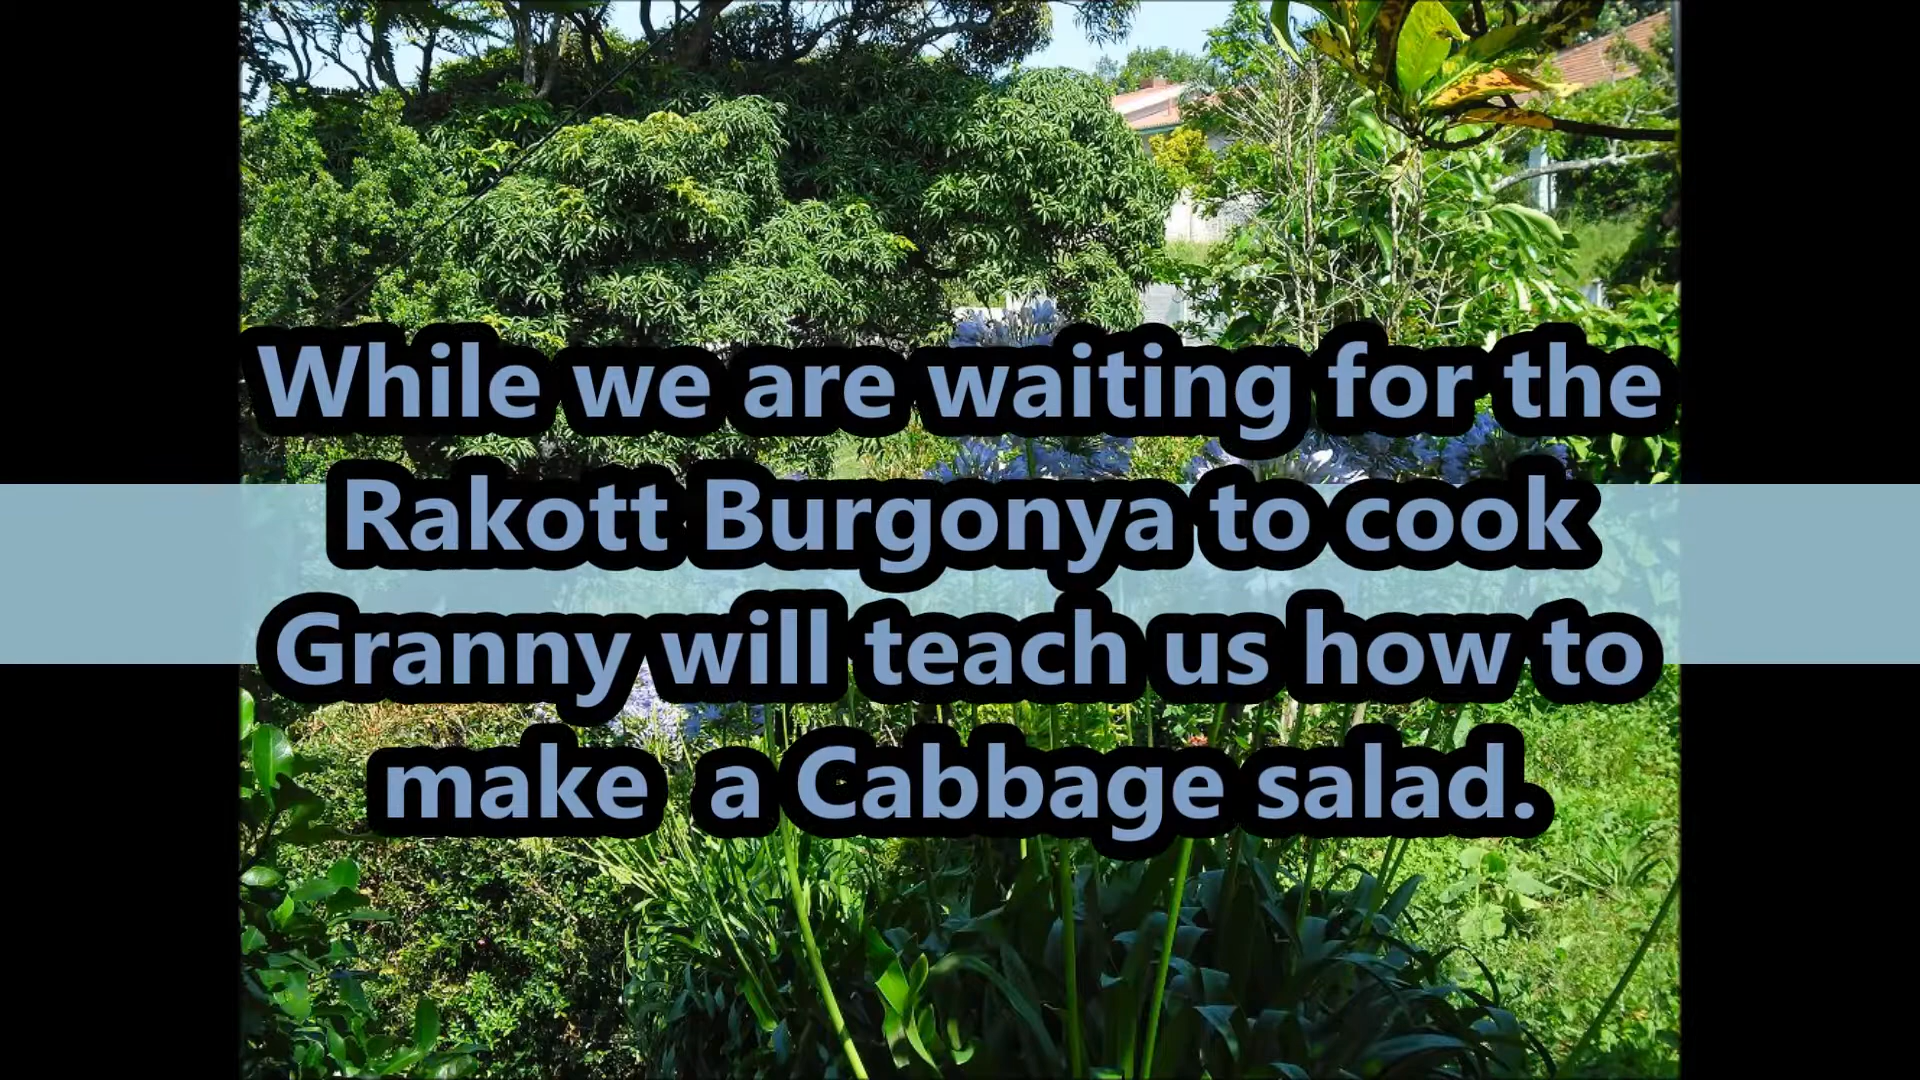 While we are waiting for the
Rakott Burgonya to cook
Granny will teach us how to
make  a Cabbage salad.